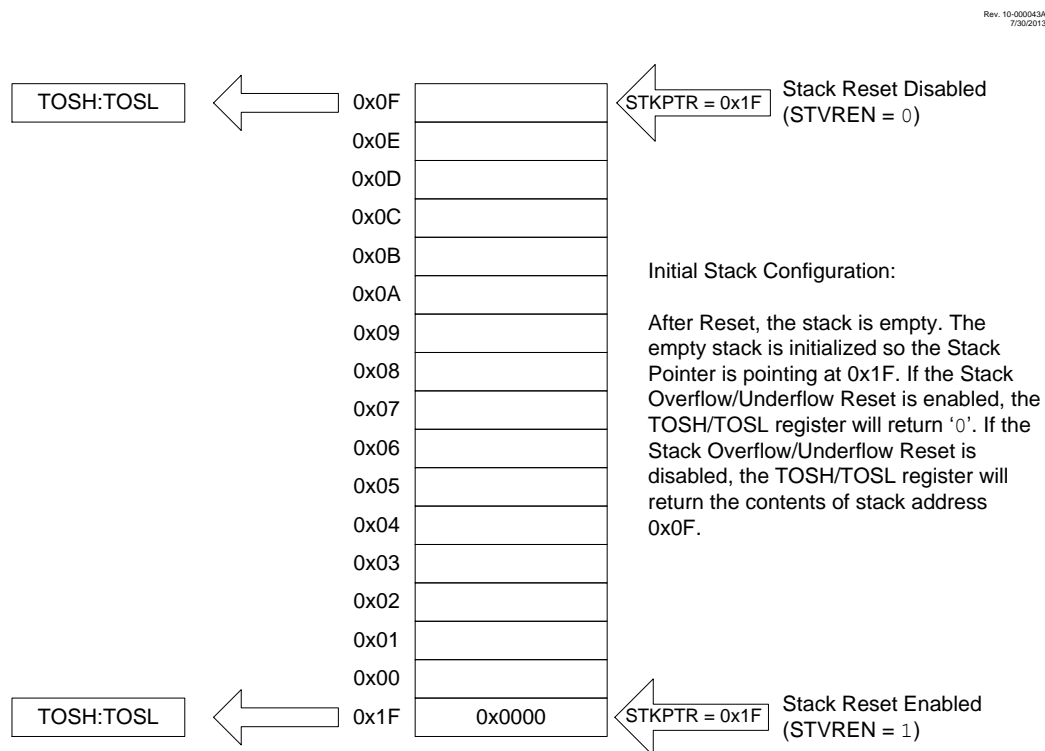 Rev. 10-000043A
7/30/2013
TOSH:TOSL
0x0F
STKPTR = 0x1F
Stack Reset Disabled
(STVREN = 0)
0x0E
0x0D
0x0C
0x0B
0x0A
0x09
0x08
0x07
0x06
0x05
0x04
0x03
0x02
0x01
0x00
Initial Stack Configuration:
After Reset, the stack is empty. The
empty stack is initialized so the Stack
Pointer is pointing at 0x1F. If the Stack
Overflow/Underflow Reset is enabled, the
TOSH/TOSL register will return ‘0’. If the
Stack Overflow/Underflow Reset is
disabled, the TOSH/TOSL register will
return the contents of stack address
0x0F.
TOSH:TOSL
0x1F
0x0000
STKPTR = 0x1F
Stack Reset Enabled
(STVREN = 1)